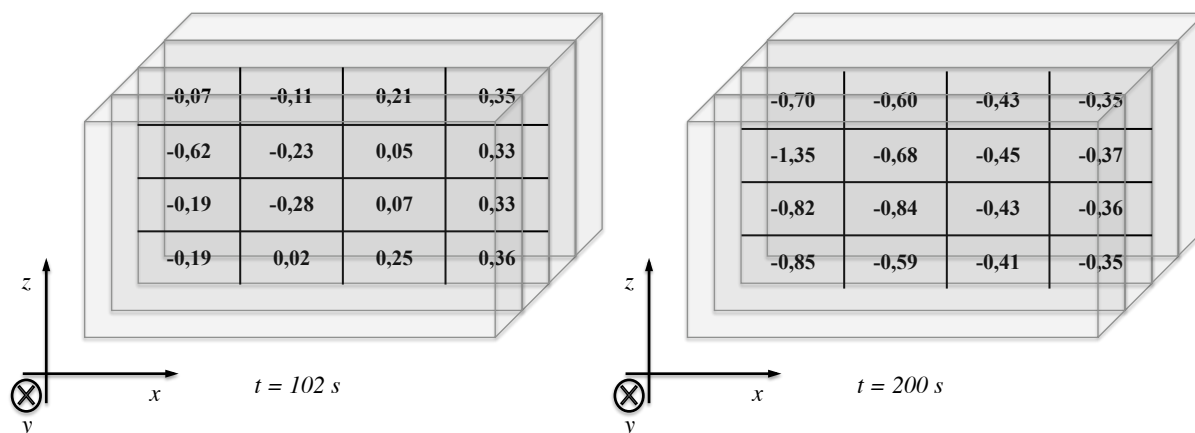 -0,07 -0,11 0,21 0,35
-0,62 -0,23 0,05 0,33
-0,19 -0,28 0,07 0,33
-0,19 0,02 0,25 0,36
z
x
y
t = 102 s
-0,70 -0,60 -0,43 -0,35
-1,35 -0,68 -0,45 -0,37
-0,82 -0,84 -0,43 -0,36
-0,85 -0,59 -0,41 -0,35
z
x
y
t = 200 s